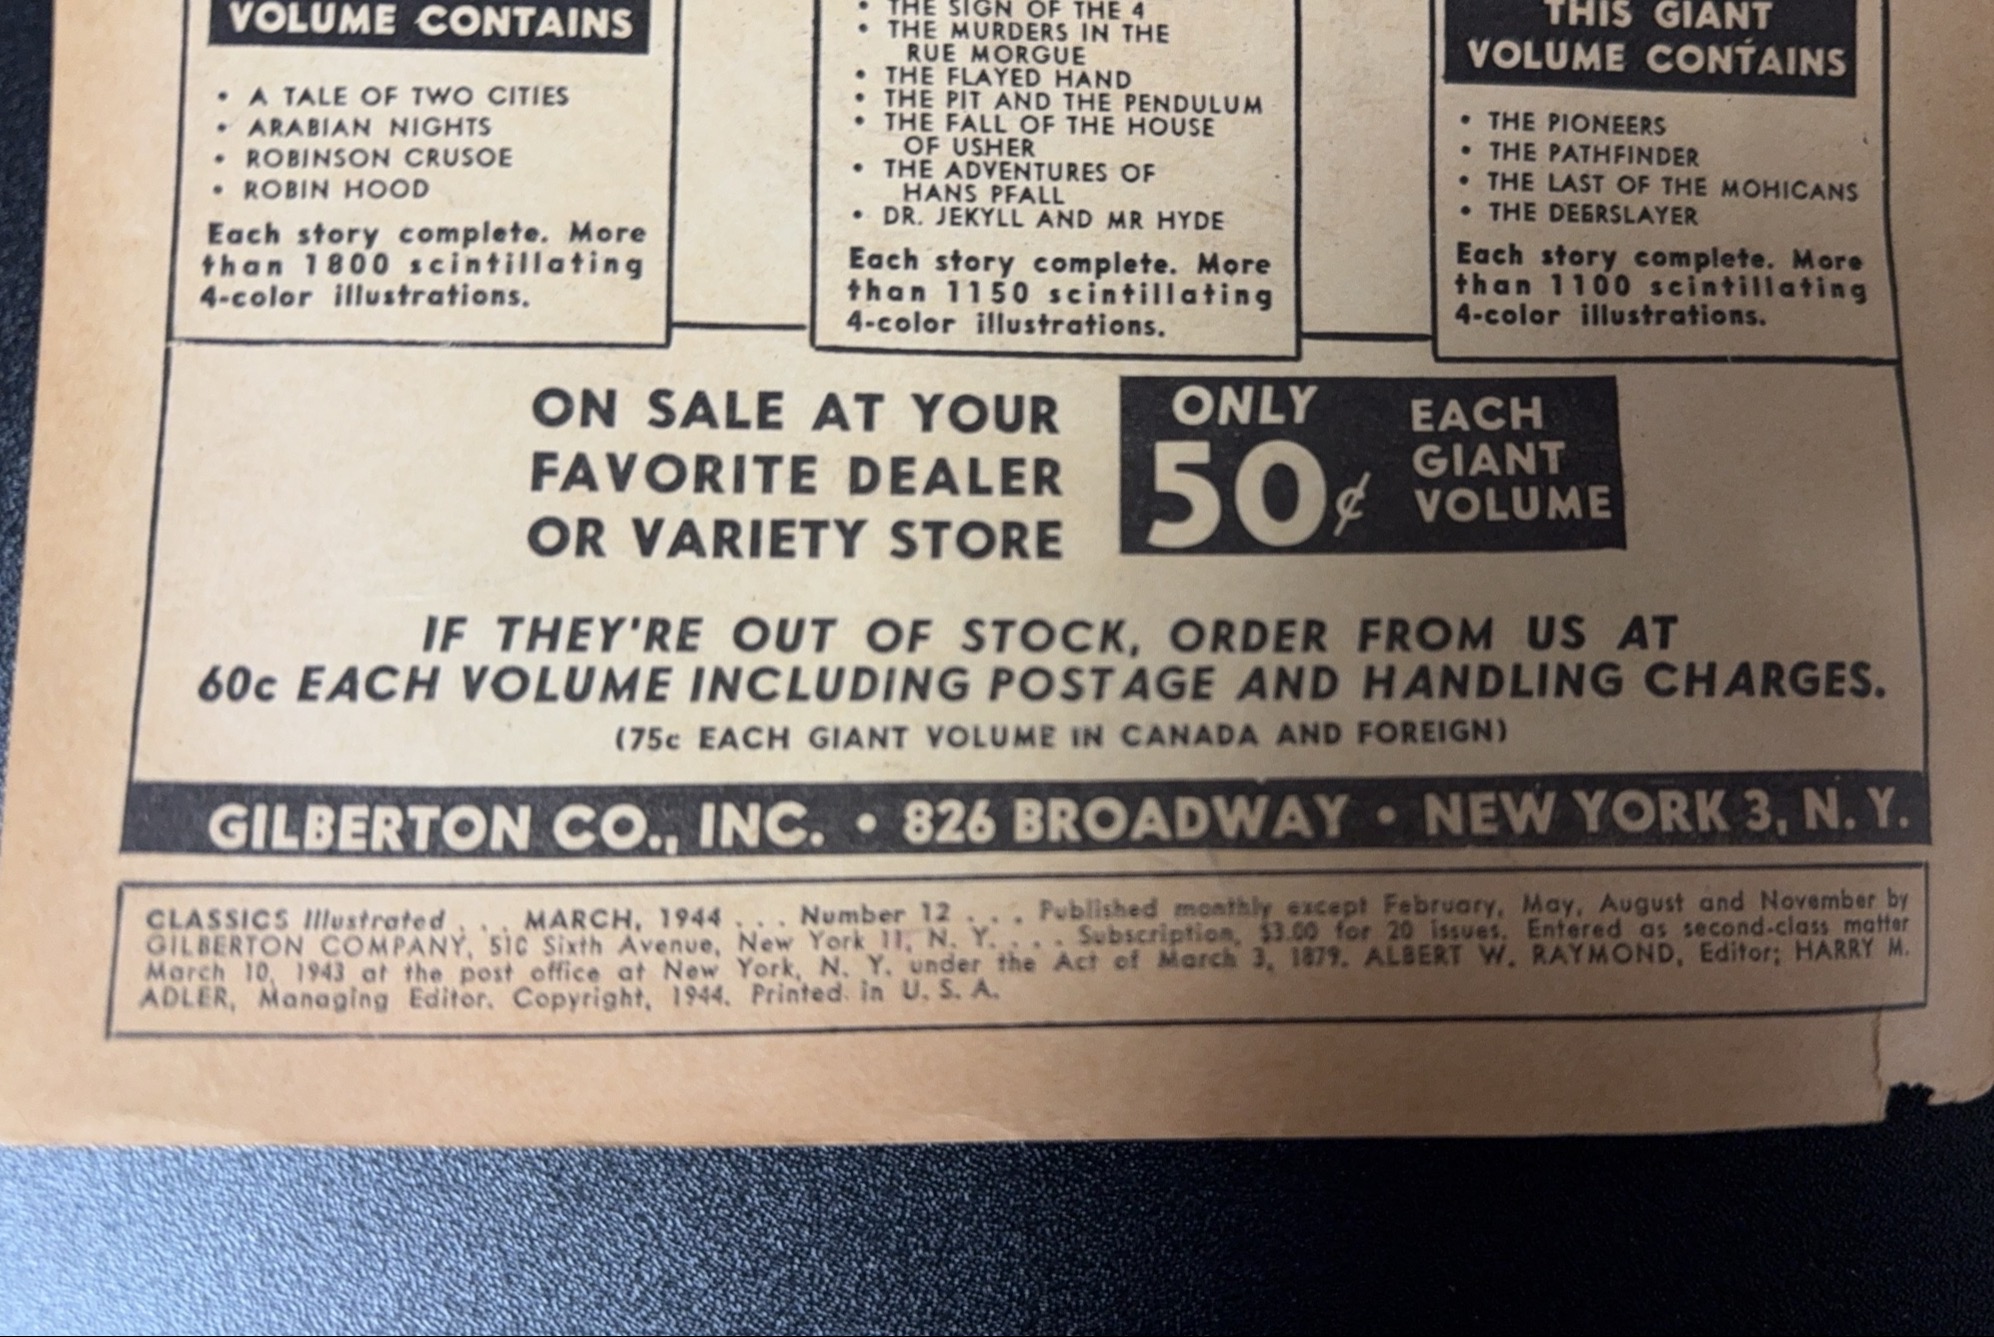 VOLUME CONTAINS
• A TALE OF TWO CITIES
• ARABIAN NIGHTS
• ROBINSON CRUSOE
• ROBIN HOOD
Each story complete. More
than 1800 scintillating
4-color illustrations.
• THE SIGN OF THE 4
• THE MURDERS IN THE
RUE MORGUE
• THE FLAYED HAND
• THE PIT AND THE PENDULUM
• THE FALL OF THE HOUSE
OF USHER
• THE ADVENTURES OF
HANS PFALL
• DR. JEKYLL AND MR HYDE
Each story complete. More
than 1150 scintillating
4-color illustrations.
THIS GIANT
VOLUME CONTAINS
• THE PIONEERS
• THE PATHFINDER
• THE LAST OF THE MOHICANS
• THE DEERSLAYER
Each story complete. More
than 1100 scintillating
4-color illustrations.
ON SALE AT YOUR
FAVORITE DEALER
OR VARIETY STORE
ONLY
50¢
EACH
GIANT
VOLUME
IF THEY'RE OUT OF STOCK, ORDER FROM US AT
60c EACH VOLUME INCLUDING POSTAGE AND HANDLING CHARGES.
(75c EACH GIANT VOLUME IN CANADA AND FOREIGN)
GILBERTON CO., INC. • 826 BROADWAY • NEW YORK 3, N. Y.
CLASSICS Illustrated . . . MARCH, 1944 . . . Number 12 . . . Published monthly except February, May, August and November by
GILBERTON COMPANY, 510 Sixth Avenue, New York 11, N. Y. . . . Subscription, $3.00 for 20 issues. Entered as second-class matter
March 10, 1943 at the post office at New York, N. Y. under the Act of March 3, 1879. ALBERT W. RAYMOND, Editor; HARRY M.
ADLER, Managing Editor. Copyright, 1944. Printed in U. S. A.